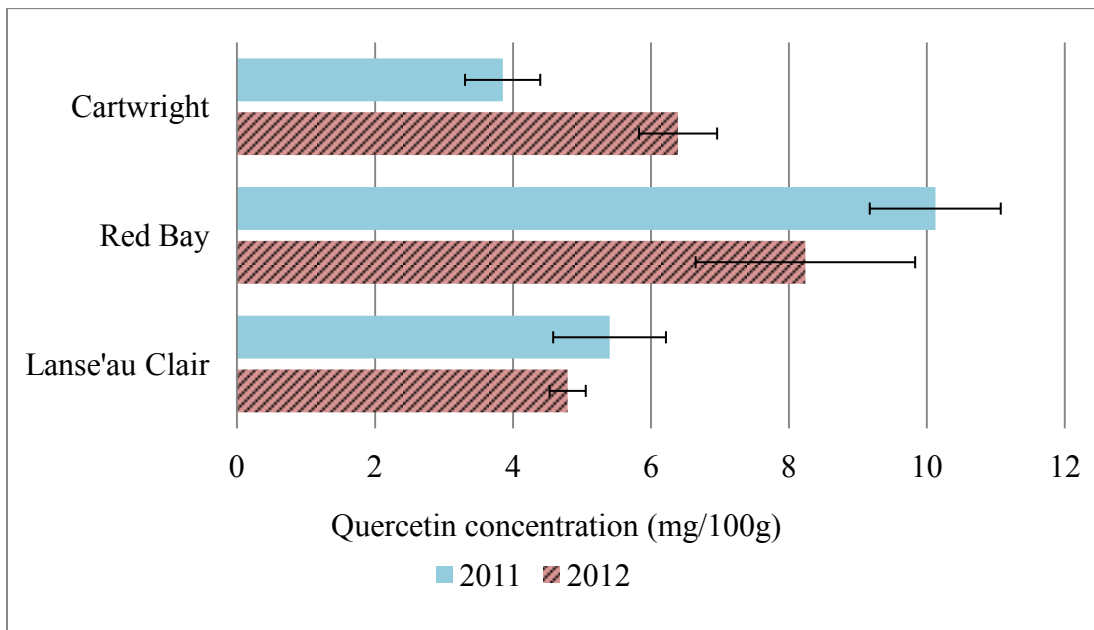 Cartwright
Red Bay
Lanse'au Clair
0 2 4 6 8 10 12
Quercetin concentration (mg/100g)
2011 2012